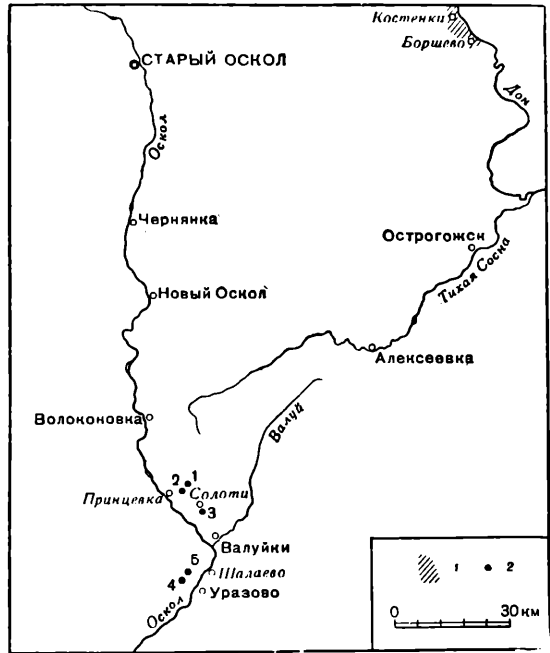 Костенки
Борщево
СТАРЫЙ ОСКОЛ
Дон
Оскол
Чернянка
Острогожск
Тихая Сосна
Новый Оскол
Алексеевка
Валуй
Волоконовка
2 1
Принцевка
Солоти
3
Валуйки
5
Шалаево
4
Уразово
Оскол
1 2
0 30 км